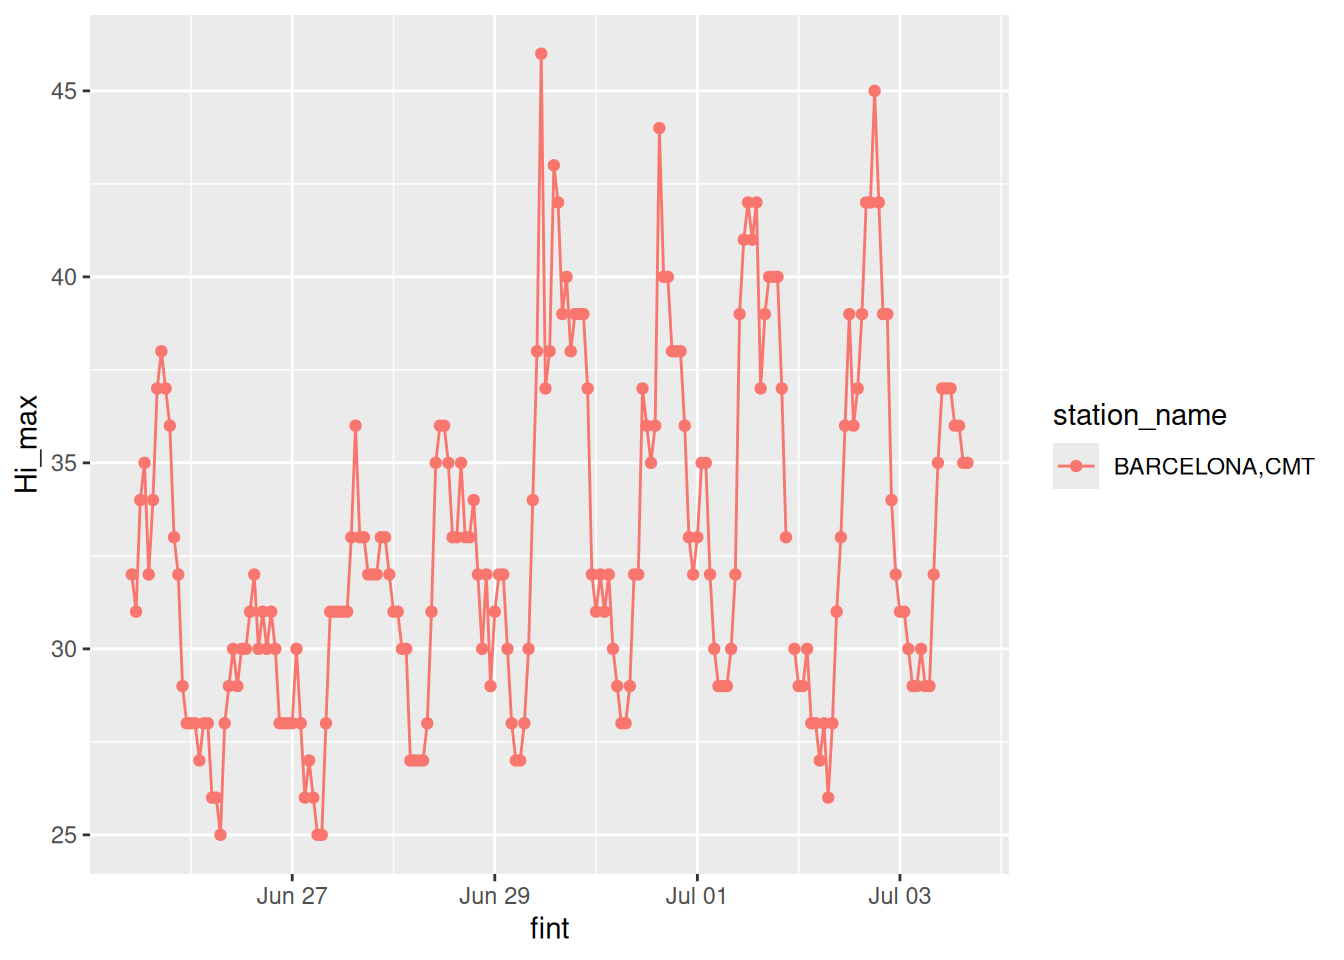 45
40
35
30
25
Hi_max
Jun 27
Jun 29
Jul 01
Jul 03
fint
station_name
BARCELONA,CMT